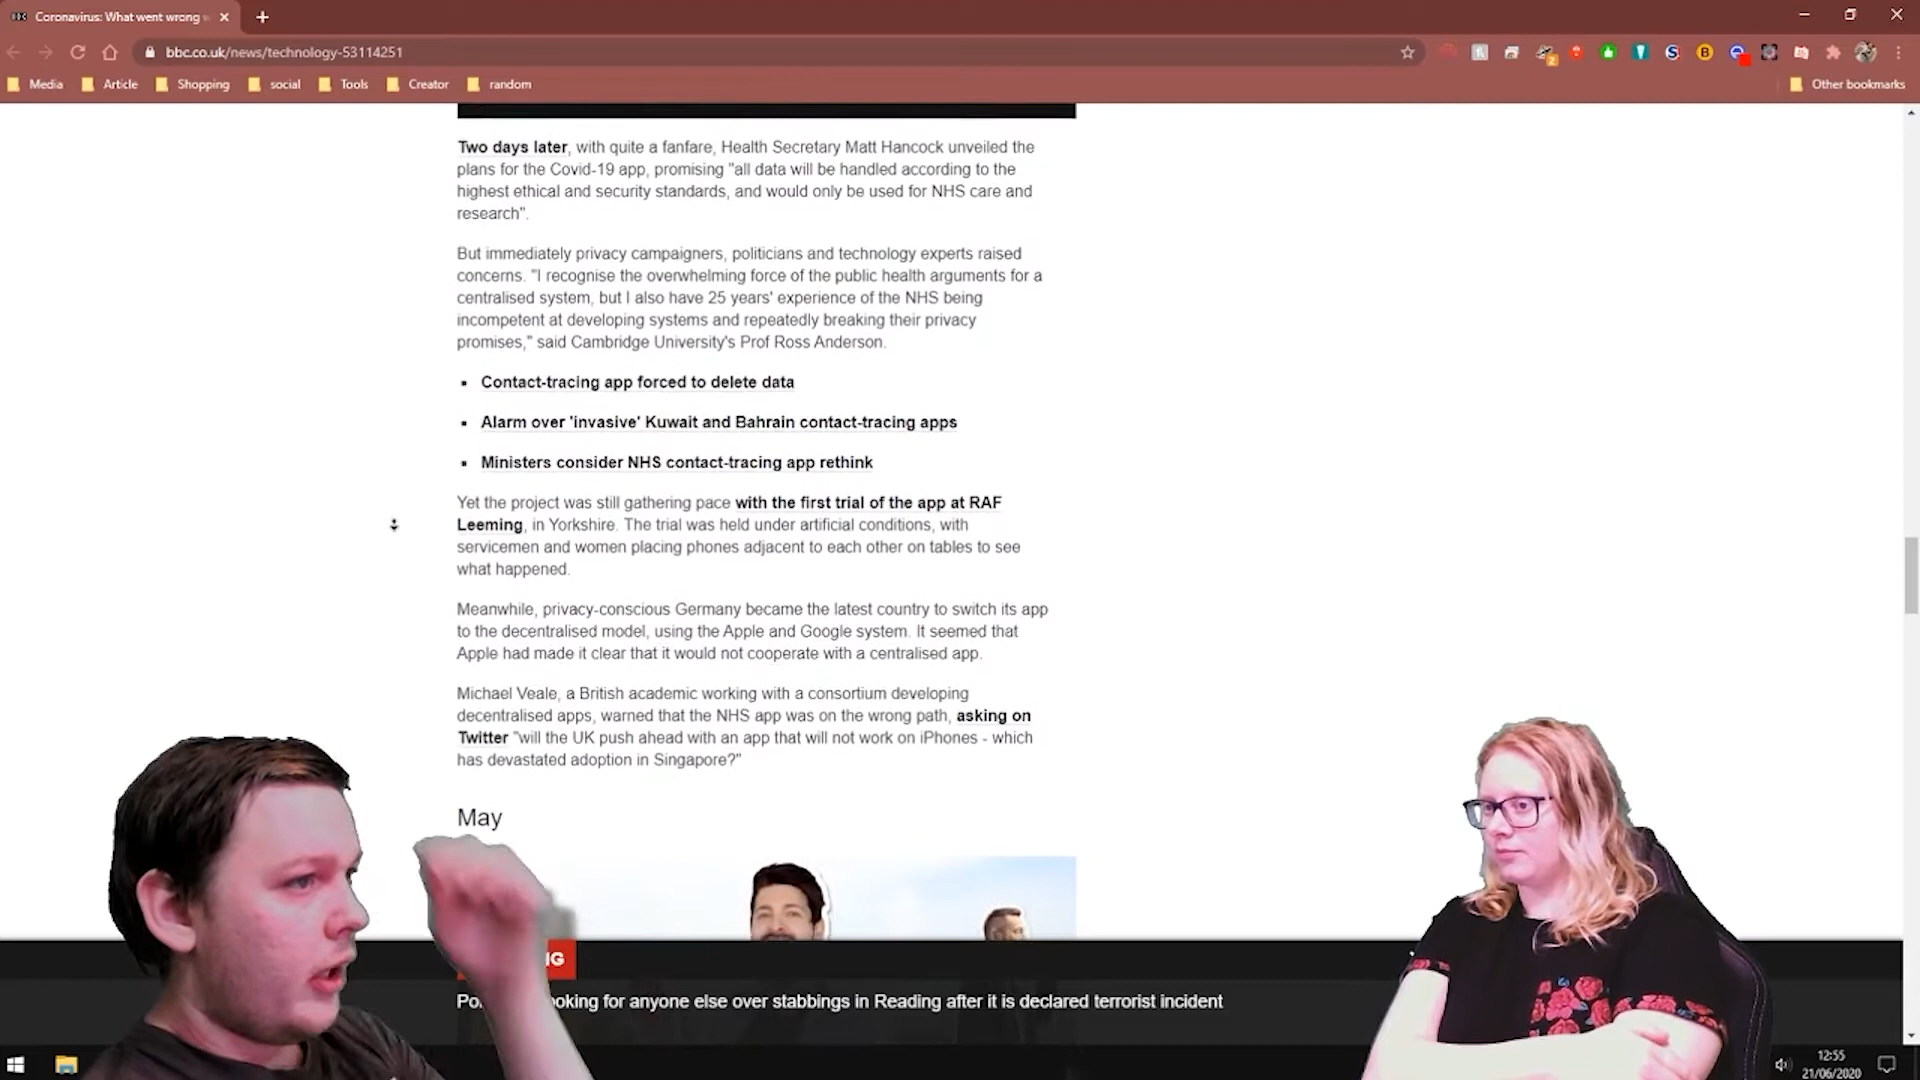 Coronavirus: What went wrong
bbc.co.uk/news/technology-53114251
Media
Article
Shopping
social
Tools
Creator
random
Other bookmarks
Two days later, with quite a fanfare, Health Secretary Matt Hancock unveiled the
plans for the Covid-19 app, promising "all data will be handled according to the
highest ethical and security standards, and would only be used for NHS care and
research".
But immediately privacy campaigners, politicians and technology experts raised
concerns. "I recognise the overwhelming force of the public health arguments for a
centralised system, but I also have 25 years' experience of the NHS being
incompetent at developing systems and repeatedly breaking their privacy
promises," said Cambridge University's Prof Ross Anderson.
Contact-tracing app forced to delete data
Alarm over 'invasive' Kuwait and Bahrain contact-tracing apps
Ministers consider NHS contact-tracing app rethink
Yet the project was still gathering pace with the first trial of the app at RAF
Leeming, in Yorkshire. The trial was held under artificial conditions, with
servicemen and women placing phones adjacent to each other on tables to see
what happened.
Meanwhile, privacy-conscious Germany became the latest country to switch its app
to the decentralised model, using the Apple and Google system. It seemed that
Apple had made it clear that it would not cooperate with a centralised app.
Michael Veale, a British academic working with a consortium developing
decentralised apps, warned that the NHS app was on the wrong path, asking on
Twitter "will the UK push ahead with an app that will not work on iPhones - which
has devastated adoption in Singapore?"
May
NG
Po ooking for anyone else over stabbings in Reading after it is declared terrorist incident
12:55
21/06/2020